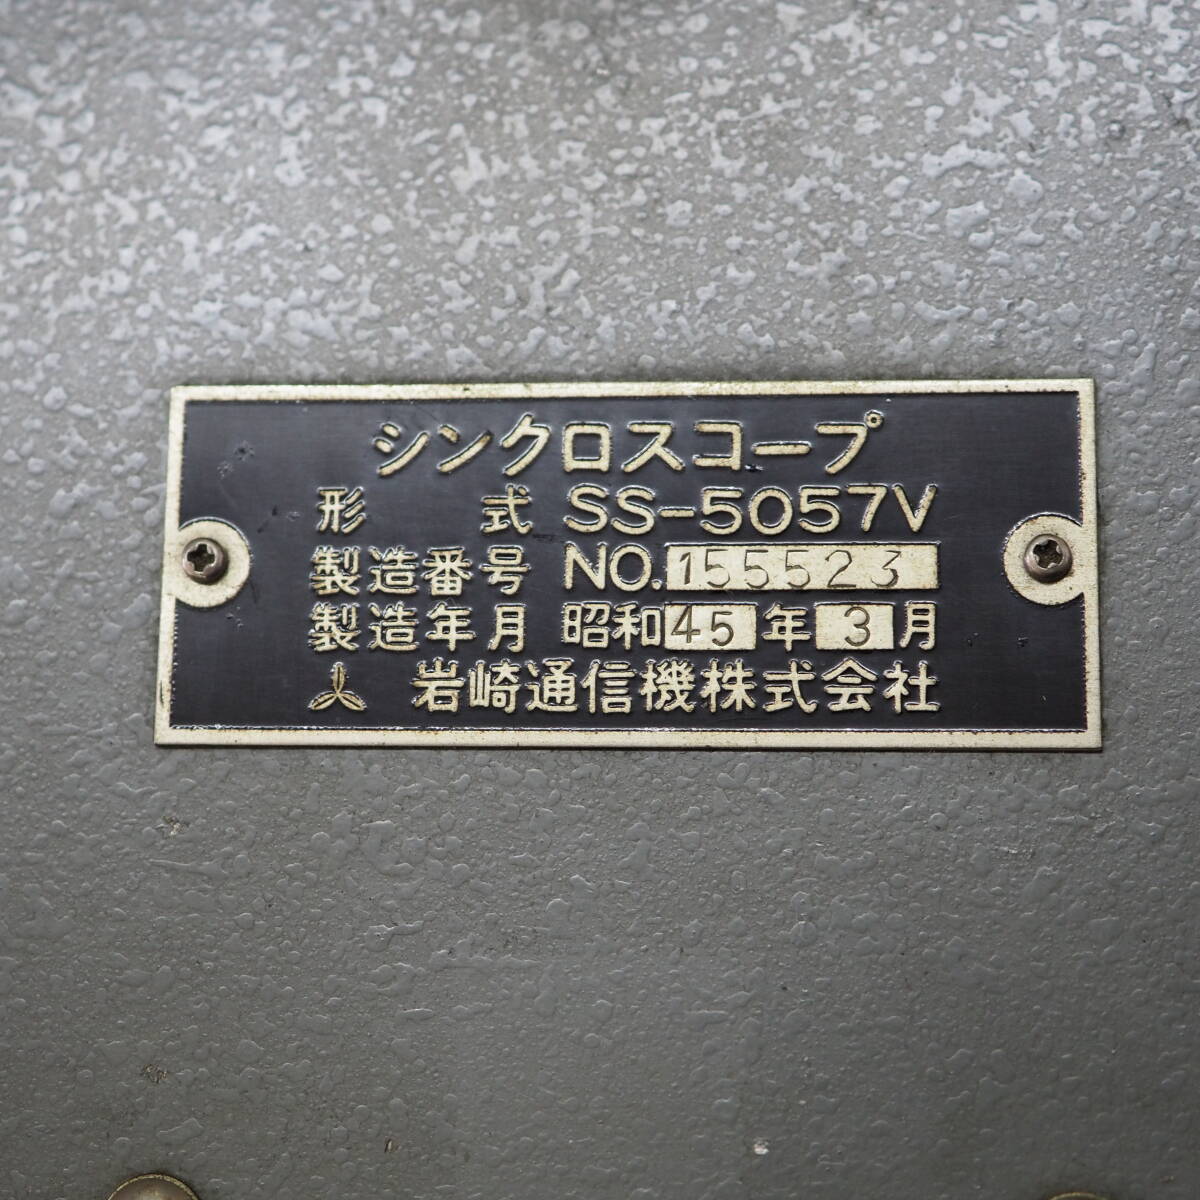 シンクロスコープ
形 式 SS-5057V
製造番号 NO.155523
製造年月 昭和45年3月
岩崎通信機株式会社